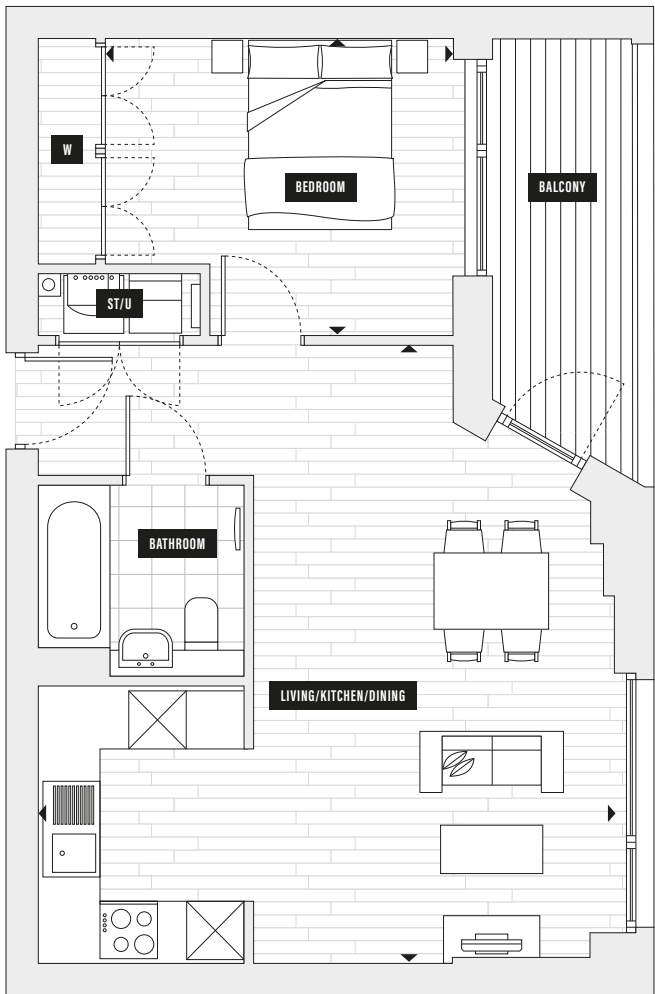 W
BEDROOM
BALCONY
ST/U
BATHROOM
LIVING/KITCHEN/DINING